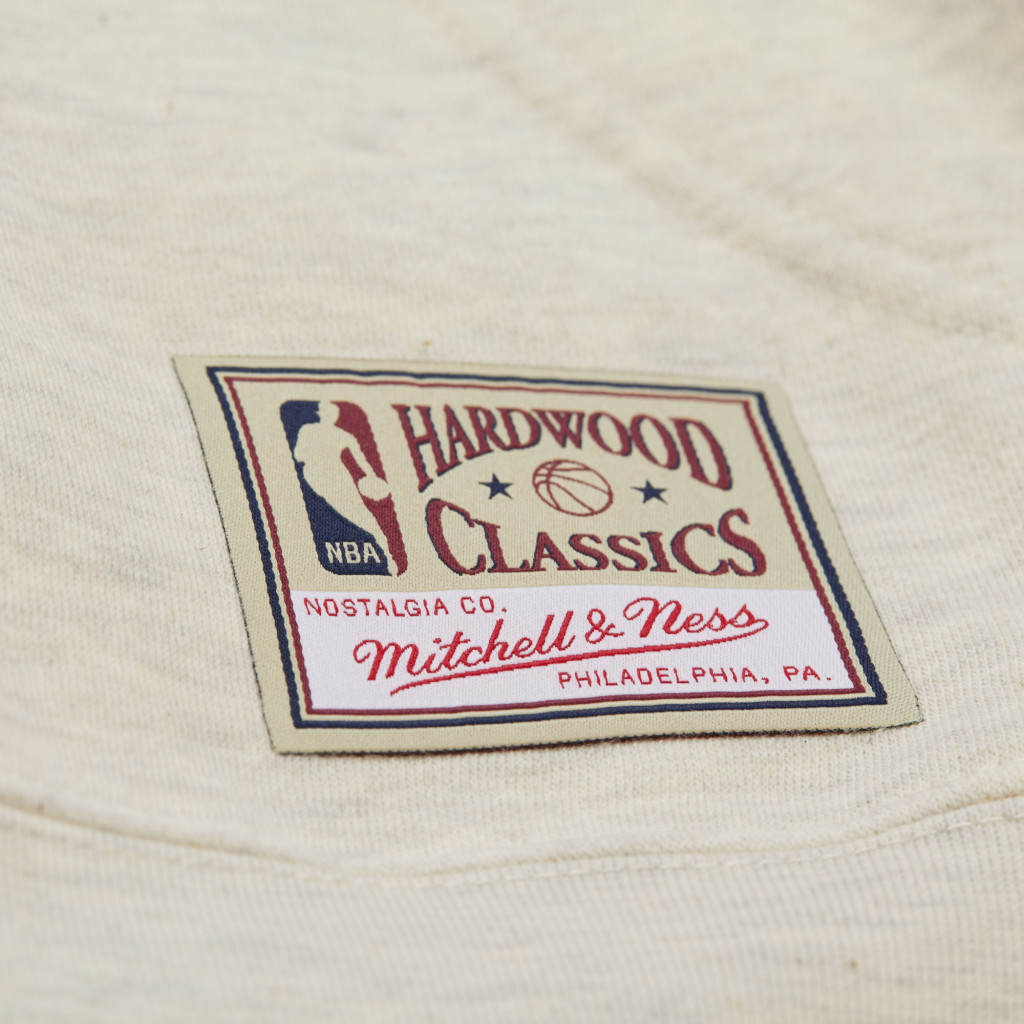 NBA
HARDWOOD
CLASSICS
NOSTALGIA CO.
Mitchell & Ness
PHILADELPHIA, PA.